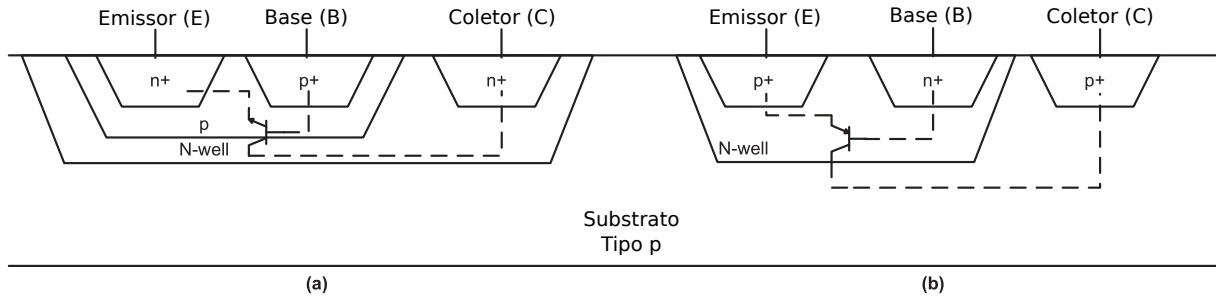 Emissor (E) Base (B) Coletor (C) Emissor (E) Base (B) Coletor (C)
n+ p+ n+ p+ n+ p+
p
N-well N-well
Substrato
Tipo p
(a) (b)